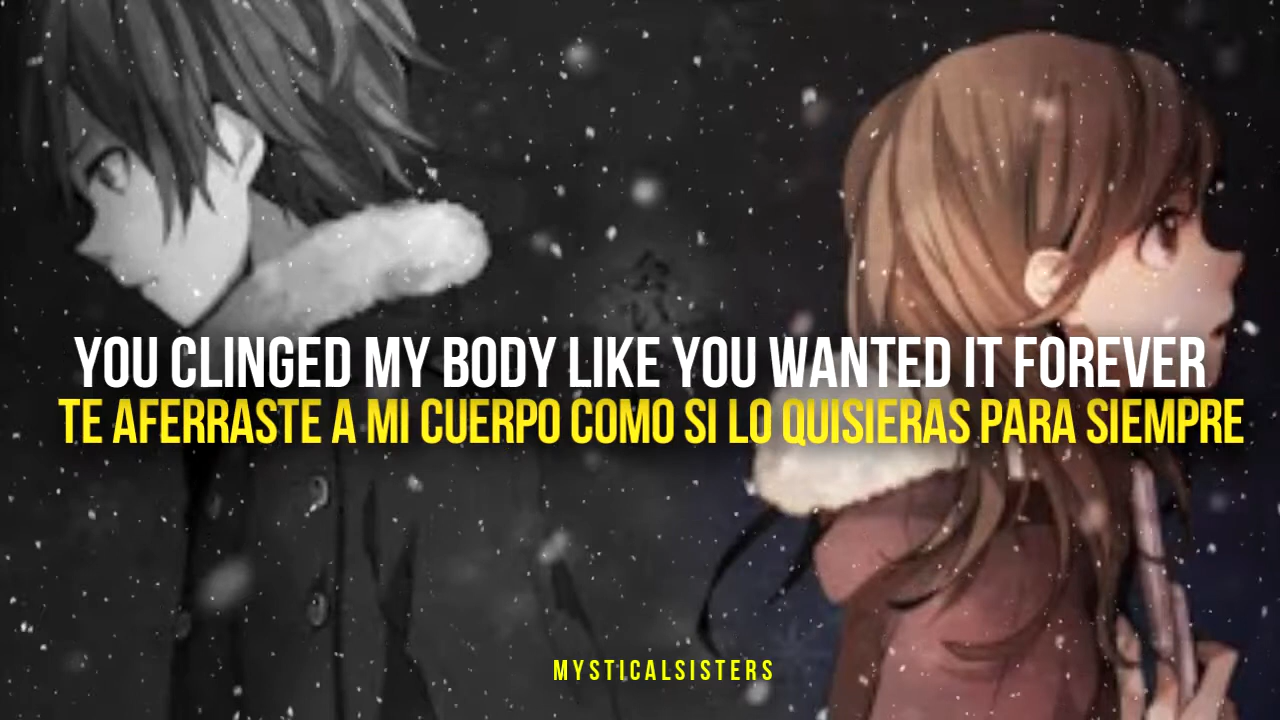 YOU CLINGED MY BODY LIKE YOU WANTED IT FOREVER
TE AFERRASTE A MI CUERPO COMO SI LO QUISIERAS PARA SIEMPRE
MYSTICALSISTERS